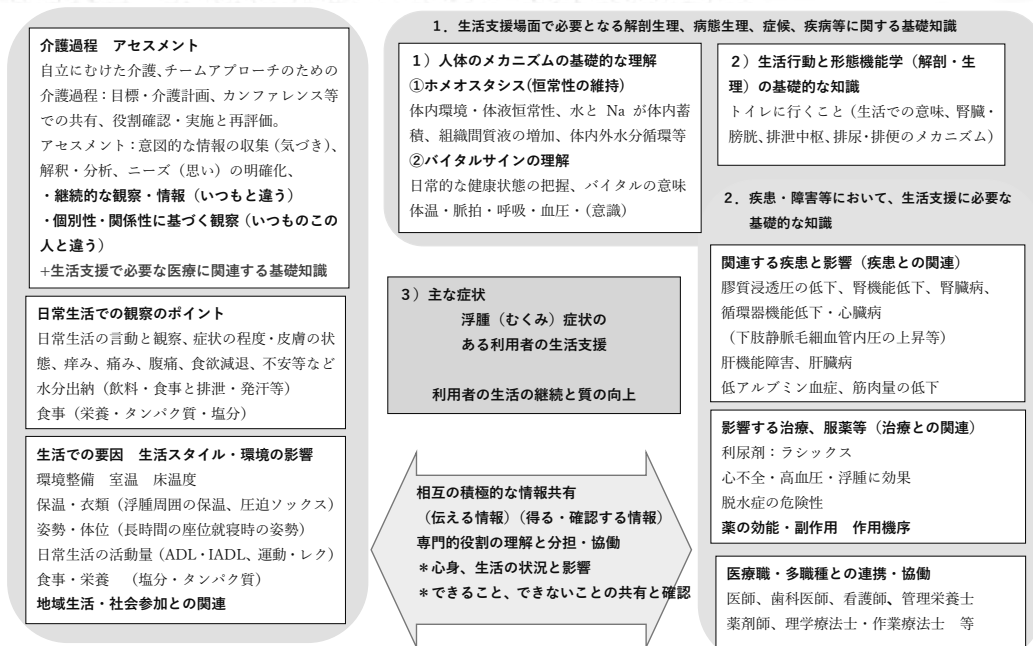 介護過程 アセスメント
自立にむけた介護、チームアプローチのための
介護過程：目標・介護計画、カンファレンス等
での共有、役割確認・実施と再評価。
アセスメント：意図的な情報の収集（気づき）、
解釈・分析、ニーズ（思い）の明確化、
・継続的な観察・情報（いつもと違う）
・個別性・関係性に基づく観察（いつものこの
人と違う）
+生活支援で必要な医療に関連する基礎知識
日常生活での観察のポイント
日常生活の言動と観察、症状の程度・皮膚の状
態、痒み、痛み、腹痛、食欲減退、不安等など
水分出納（飲料・食事と排泄・発汗等）
食事（栄養・タンパク質・塩分）
生活での要因 生活スタイル・環境の影響
環境整備 室温 床温度
保温・衣類（浮腫周囲の保温、圧迫ソックス）
姿勢・体位（長時間の座位就寝時の姿勢）
日常生活の活動量（ADL・IADL、運動・レク）
食事・栄養 （塩分・タンパク質）
地域生活・社会参加との関連
1．生活支援場面で必要となる解剖生理、病態生理、症候、疾病等に関する基礎知識
1）人体のメカニズムの基礎的な理解
①ホメオスタシス(恒常性の維持)
体内環境・体液恒常性、水と Na が体内蓄
積、組織間質液の増加、体内外水分循環等
②バイタルサインの理解
日常的な健康状態の把握、バイタルの意味
体温・脈拍・呼吸・血圧・（意識）
2）生活行動と形態機能学（解剖・生
理）の基礎的な知識
トイレに行くこと（生活での意味、腎臓・
膀胱、排泄中枢、排尿・排便のメカニズム）
3）主な症状
浮腫（むくみ）症状の
ある利用者の生活支援
利用者の生活の継続と質の向上
相互の積極的な情報共有
（伝える情報）（得る・確認する情報）
専門的役割の理解と分担・協働
＊心身、生活の状況と影響
＊できること、できないことの共有と確認
2．疾患・障害等において、生活支援に必要な
基礎的な知識
関連する疾患と影響（疾患との関連）
膠質浸透圧の低下、腎機能低下、腎臓病、
循環器機能低下・心臓病
（下肢静脈毛細血管内圧の上昇等）
肝機能障害、肝臓病
低アルブミン血症、筋肉量の低下
影響する治療、服薬等（治療との関連）
利尿剤：ラシックス
心不全・高血圧・浮腫に効果
脱水症の危険性
薬の効能・副作用 作用機序
医療職・多職種との連携・協働
医師、歯科医師、看護師、管理栄養士
薬剤師、理学療法士・作業療法士 等